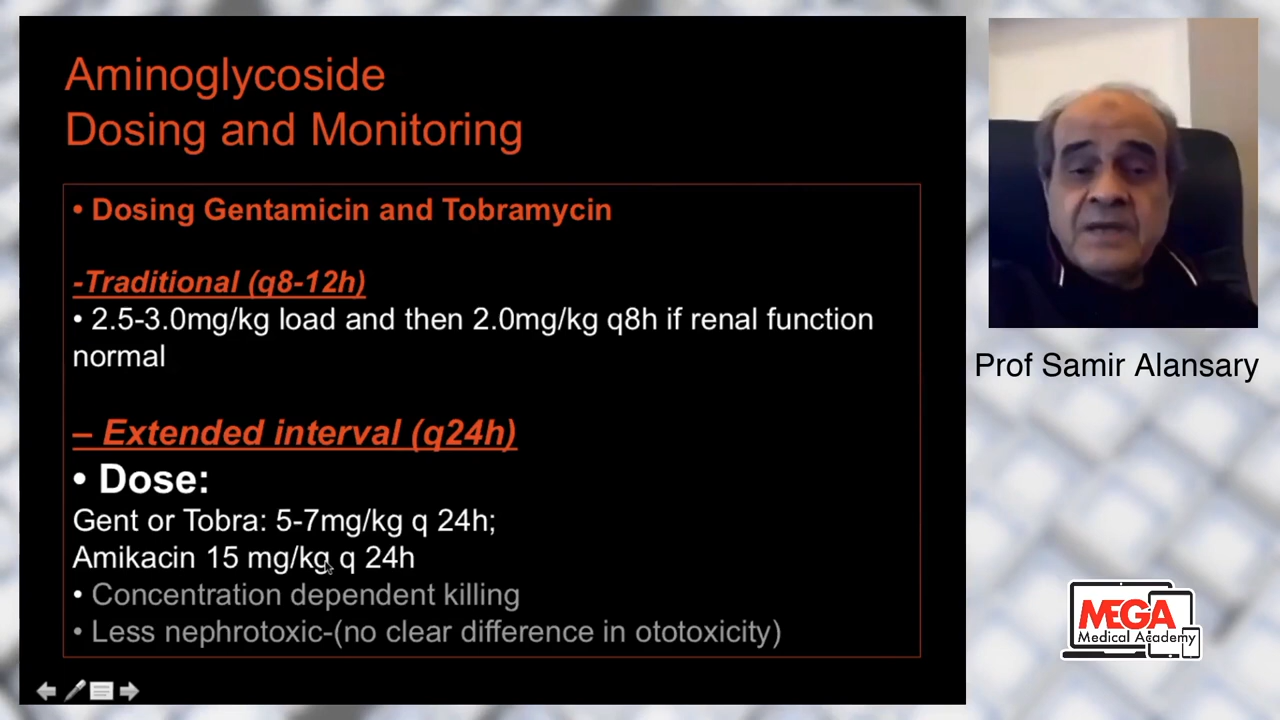 Aminoglycoside
Dosing and Monitoring
• Dosing Gentamicin and Tobramycin
-Traditional (q8-12h)
• 2.5-3.0mg/kg load and then 2.0mg/kg q8h if renal function
normal
– Extended interval (q24h)
• Dose:
Gent or Tobra: 5-7mg/kg q 24h;
Amikacin 15 mg/kg q 24h
• Concentration dependent killing
• Less nephrotoxic-(no clear difference in ototoxicity)
Prof Samir Alansary
MEGA
Medical Academy